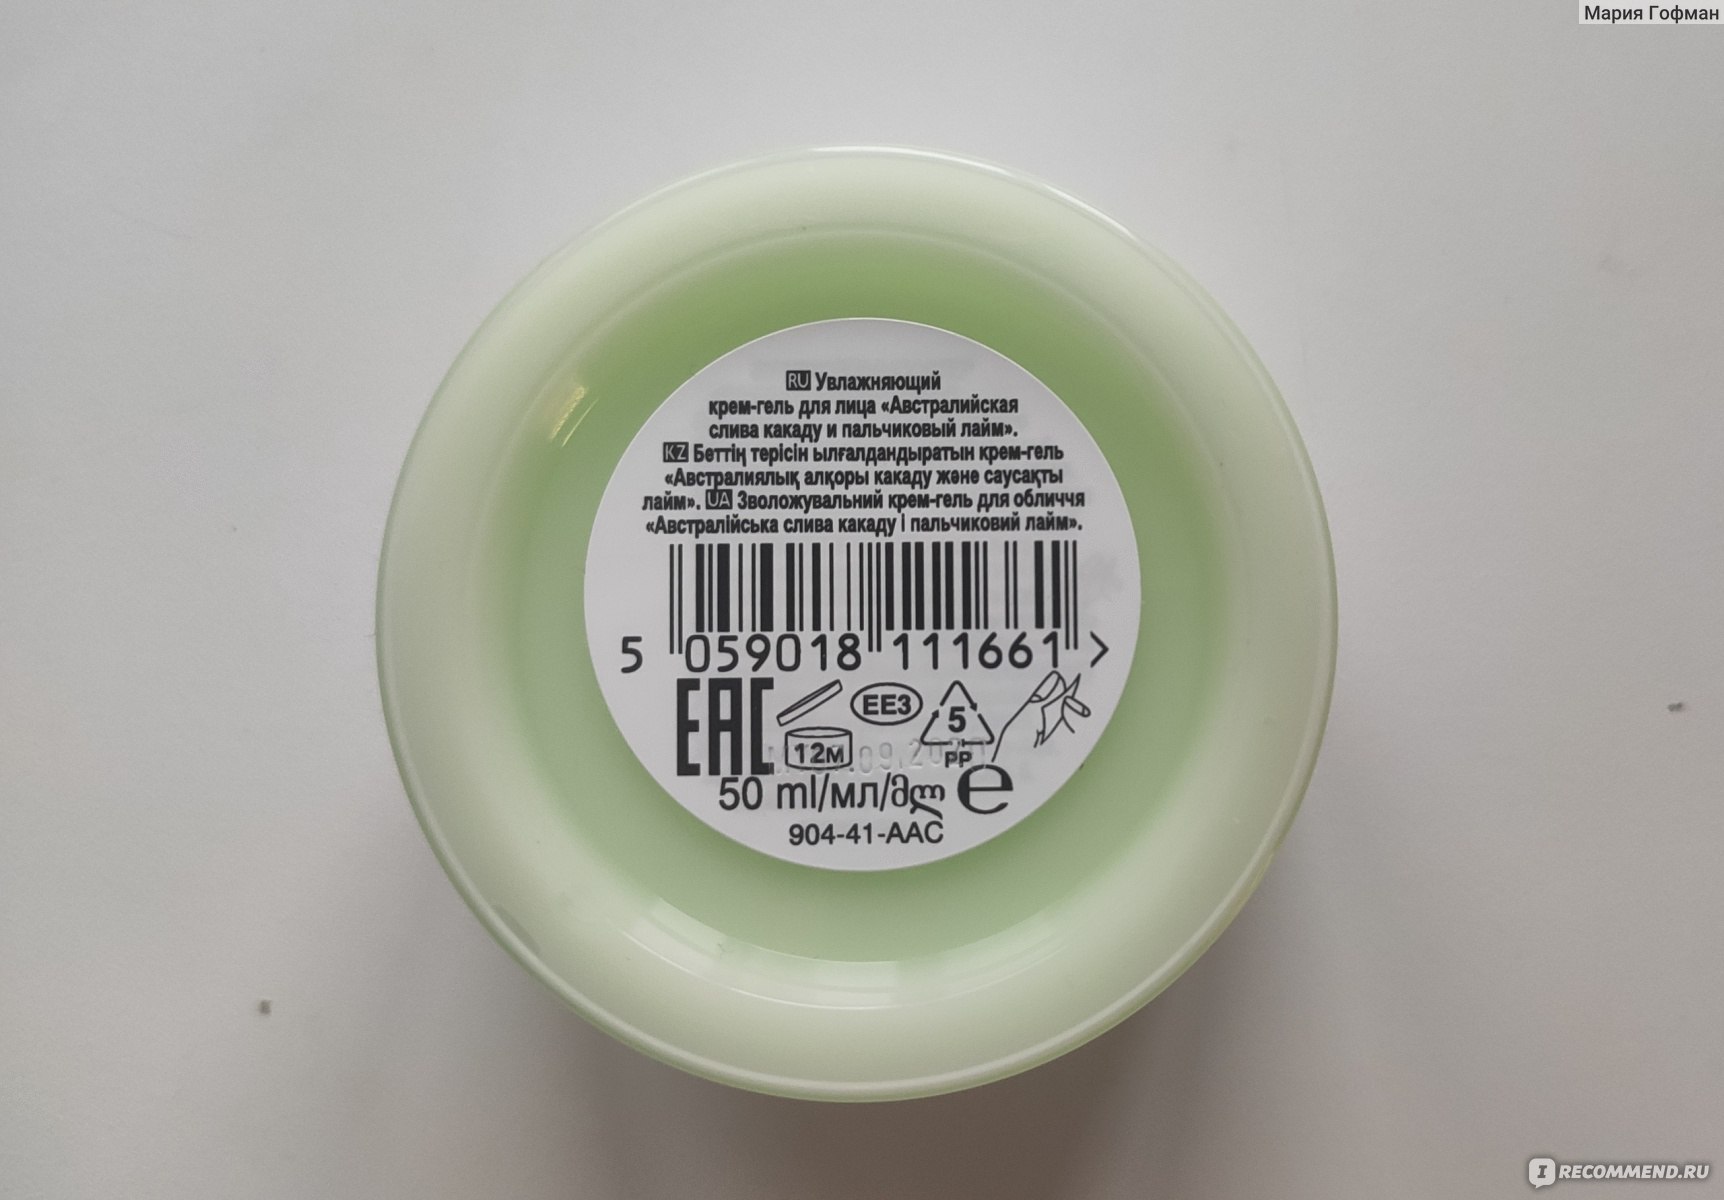 Мария Гофман
RU Увлажняющий
крем-гель для лица «Австралийская
слива какаду и пальчиковый лайм».
KZ Беттің терісін ылғалдандыратын крем-гель
«Австралиялық алқоры какаду және саусақты
лайм». UA Зволожувальний крем-гель для обличчя
«Австралійська слива какаду і пальчиковий лайм».
5 059018 111661 >
EAC
EE3
5
12м
PP
50 ml/мл/მლ e
904-41-AAC
IRECOMMEND.RU